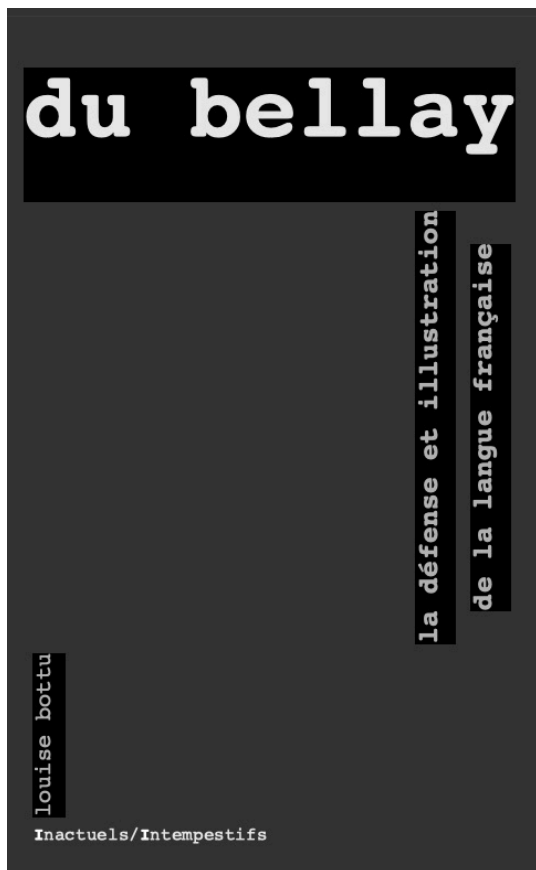 du bellay
la défense et illustration
de la langue française
louise bottu
Inactuels/Intempestifs